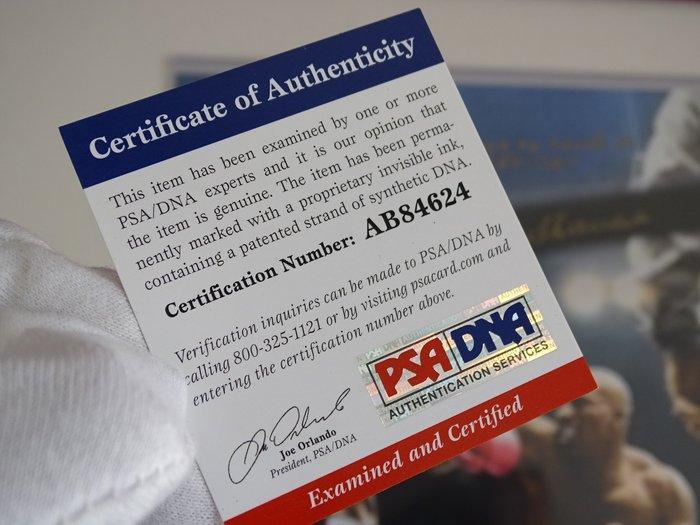 Certificate of Authenticity
This item has been examined by one or more
PSA/DNA experts and it is our opinion that
the item is genuine. The item has been perma-
nently marked with a proprietary invisible ink,
containing a patented strand of synthetic DNA.
Certification Number: AB84624
Verification inquiries can be made to PSA/DNA by
calling 800-325-1121 or by visiting psacard.com and
entering the certification number above.
PSA DNA
AUTHENTICATION SERVICES
Joe Orlando
President, PSA/DNA
Examined and Certified